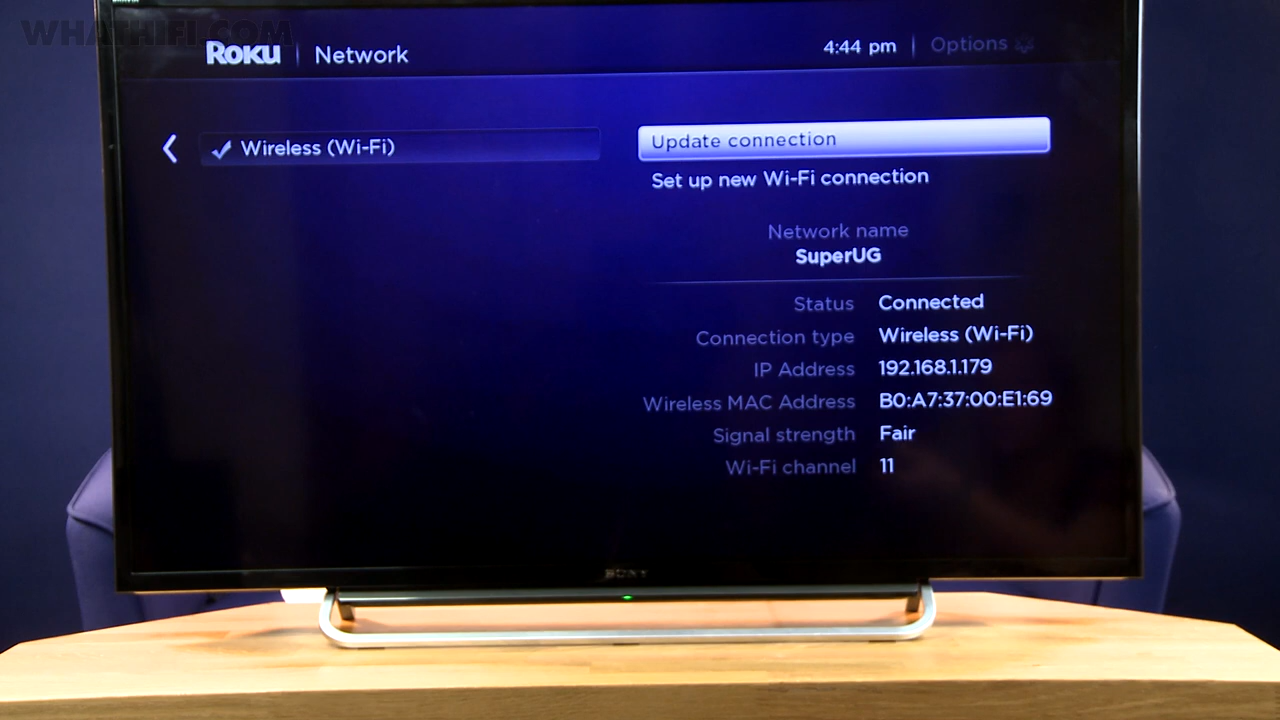 WHATHIFI.COM
Roku Network 4:44 pm Options
Wireless (Wi-Fi) Update connection
Set up new Wi-Fi connection
Network name
SuperUG
Status Connected
Connection type Wireless (Wi-Fi)
IP Address 192.168.1.179
Wireless MAC Address B0:A7:37:00:E1:69
Signal strength Fair
Wi-Fi channel 11
SONY